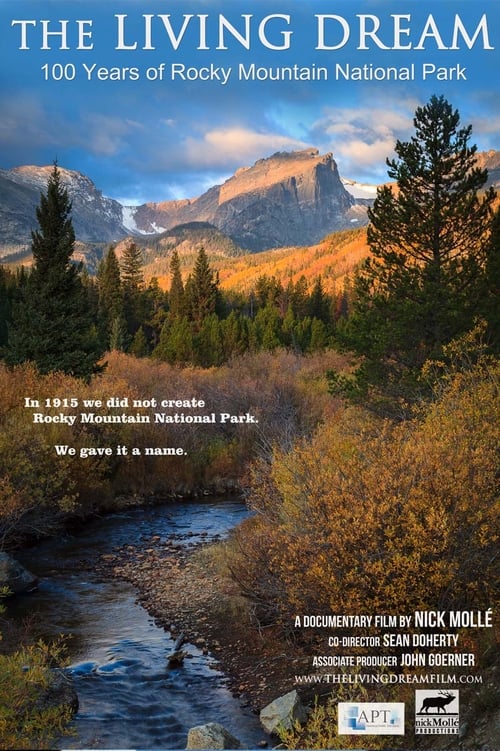 THE LIVING DREAM
100 Years of Rocky Mountain National Park
In 1915 we did not create
Rocky Mountain National Park.
We gave it a name.
A DOCUMENTARY FILM BY NICK MOLLÉ
CO-DIRECTOR SEAN DOHERTY
ASSOCIATE PRODUCER JOHN GOERNER
WWW.THELIVINGDREAMFILM.COM
APT
nickMollé
PRODUCTIONS